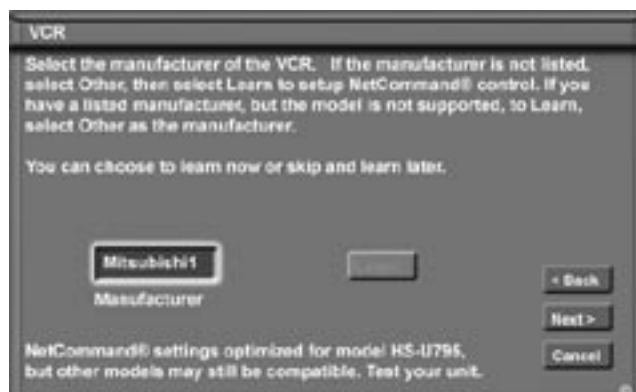 VCR
Select the manufacturer of the VCR. If the manufacturer is not listed,
select Other, then select Learn to setup NetCommand® control. If you
have a listed manufacturer, but the model is not supported, to Learn,
select Other as the manufacturer.
You can choose to learn now or skip and learn later.
Mitsubishi1
Manufacturer
< Back
Next >
NetCommand® settings optimized for model HS-U795,
but other models may still be compatible. Test your unit.
Cancel